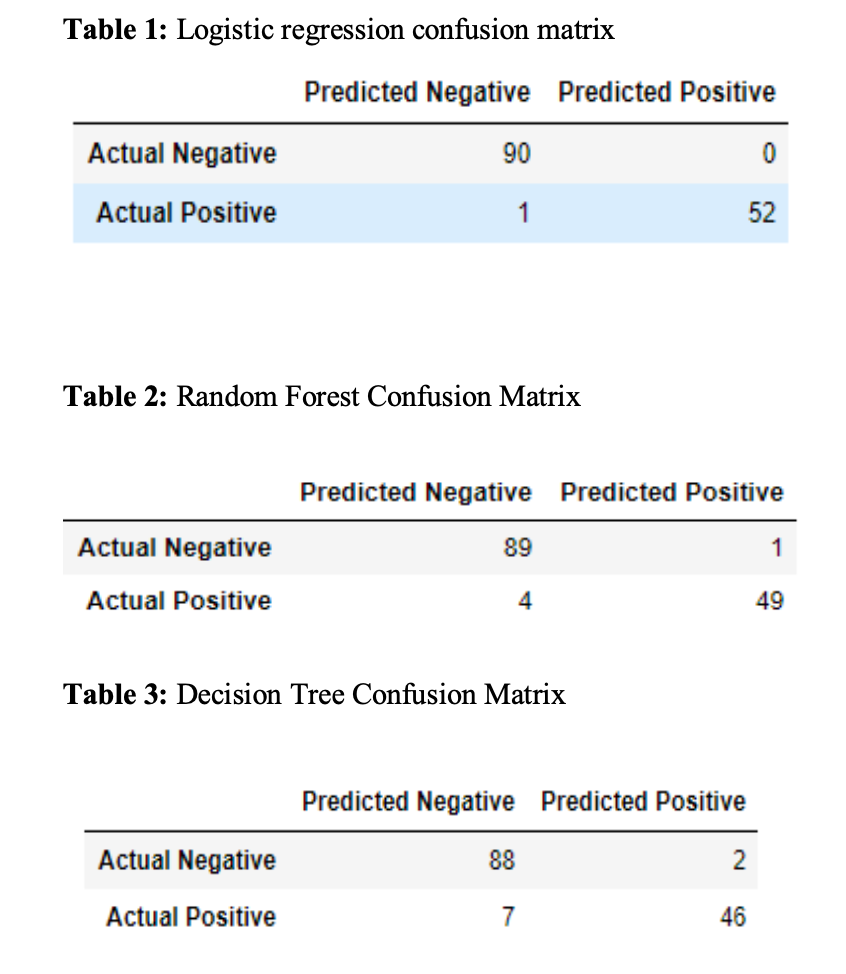 Table 1: Logistic regression confusion matrix
Predicted Negative Predicted Positive
Actual Negative 90 0
Actual Positive 1 52
Table 2: Random Forest Confusion Matrix
Predicted Negative Predicted Positive
Actual Negative 89 1
Actual Positive 4 49
Table 3: Decision Tree Confusion Matrix
Predicted Negative Predicted Positive
Actual Negative 88 2
Actual Positive 7 46